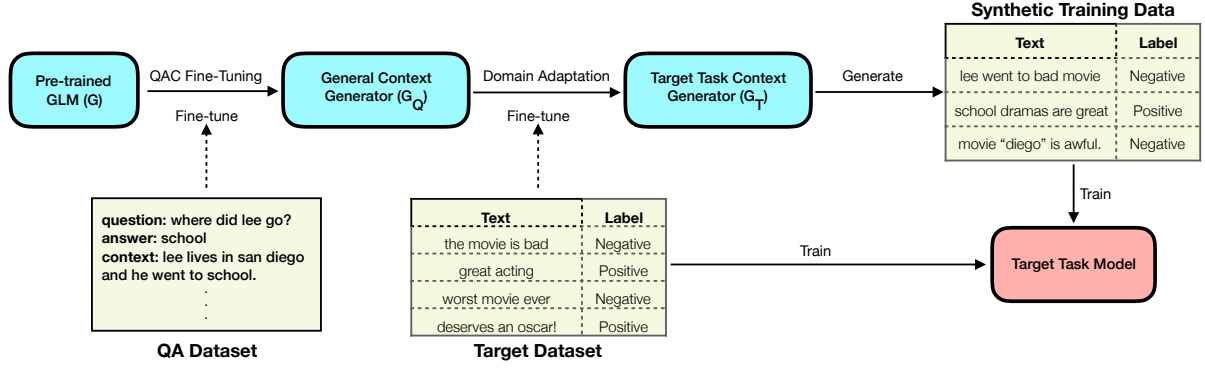 Synthetic Training Data
Text Label
lee went to bad movie Negative
school dramas are great Positive
movie “diego” is awful. Negative
Pre-trained
GLM (G)
QAC Fine-Tuning
Fine-tune
General Context
Generator (GQ)
Domain Adaptation
Fine-tune
Target Task Context
Generator (GT)
Generate
question: where did lee go?
answer: school
context: lee lives in san diego
and he went to school.
.
.
.
QA Dataset
Text Label
the movie is bad Negative
great acting Positive
worst movie ever Negative
deserves an oscar! Positive
Target Dataset
Train
Train
Target Task Model